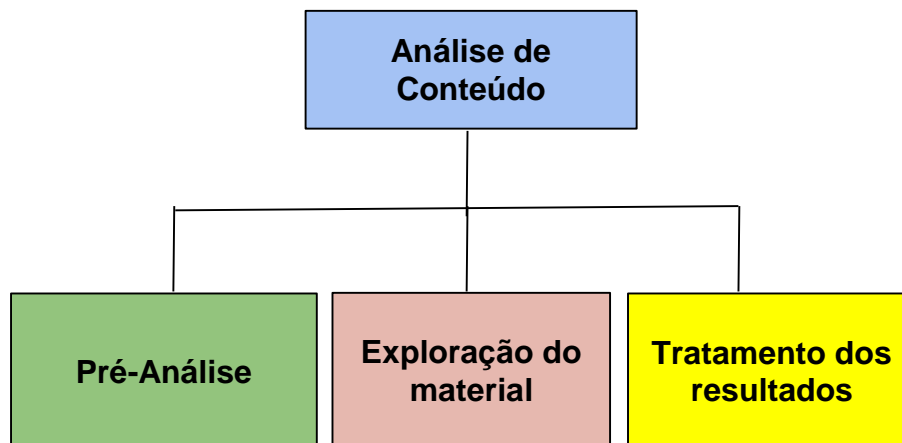 Análise de
Conteúdo
Pré-Análise
Exploração do
material
Tratamento dos
resultados